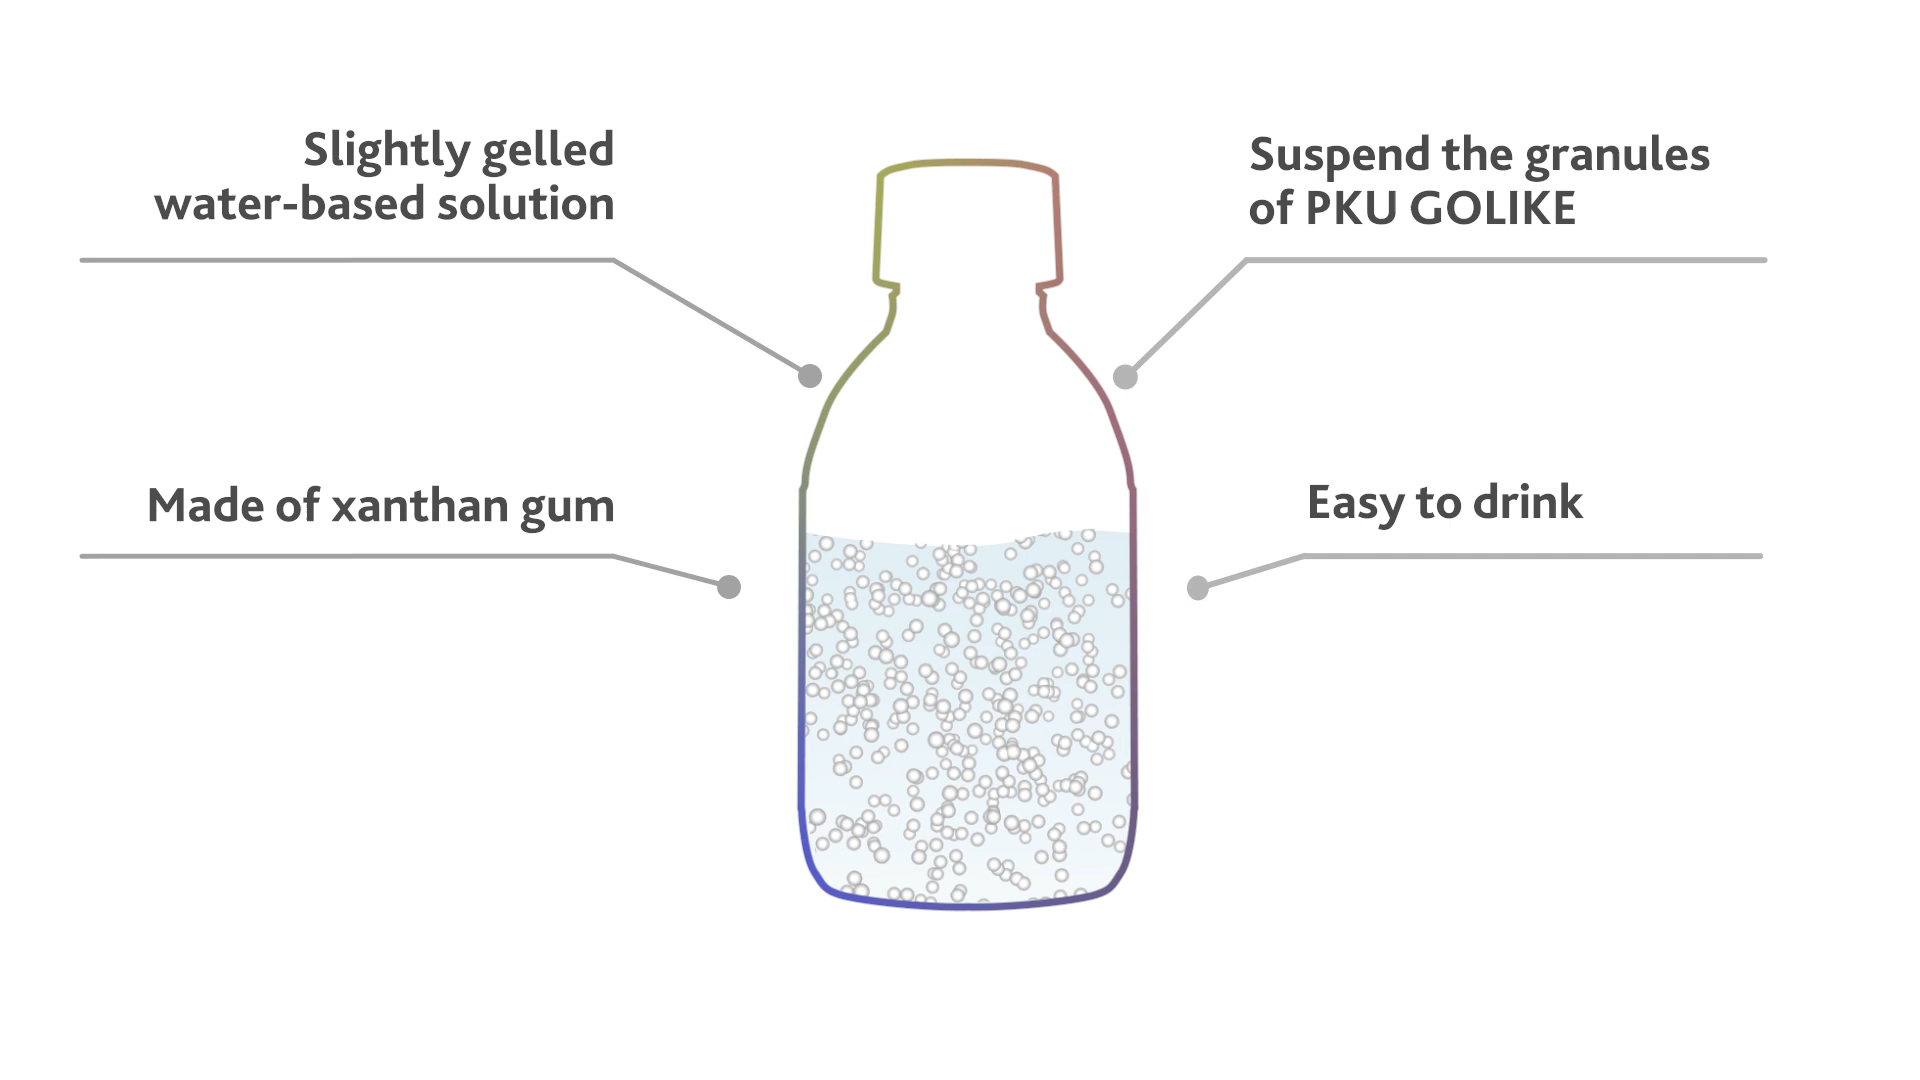 Slightly gelled
water-based solution
Suspend the granules
of PKU GOLIKE
Made of xanthan gum
Easy to drink